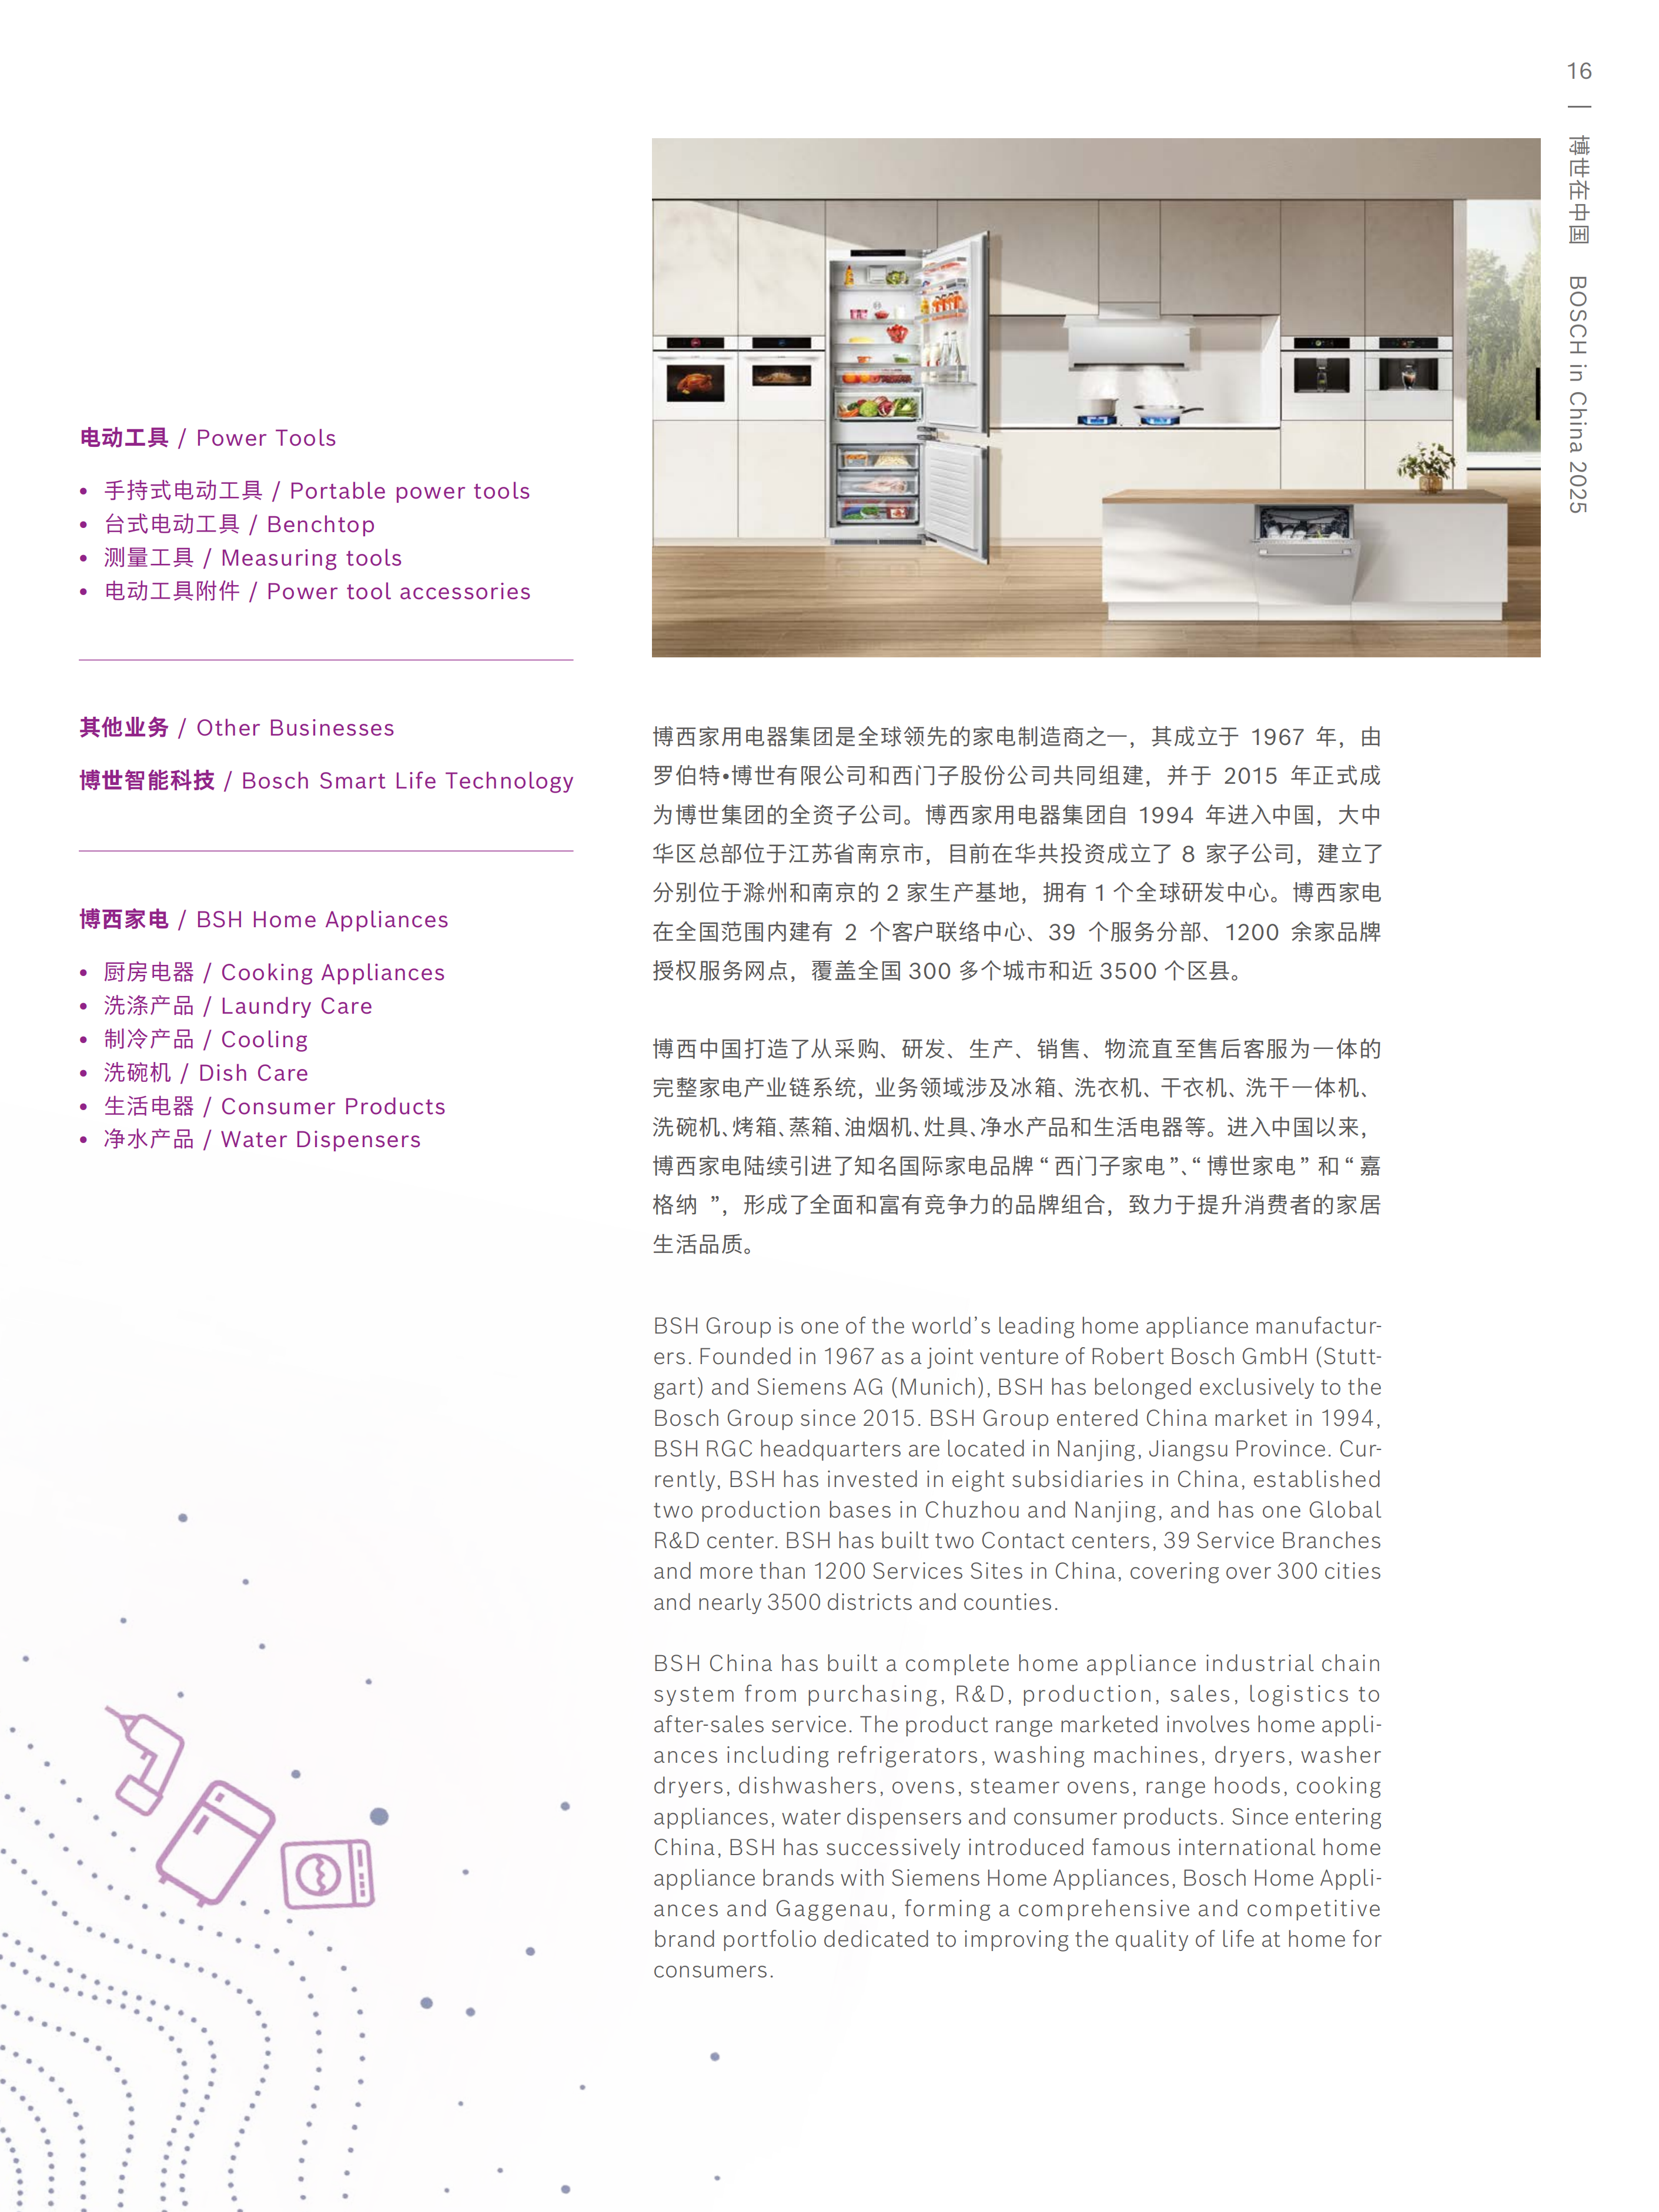 16
博世在中国 BOSCH in China 2025
电动工具 / Power Tools
• 手持式电动工具 / Portable power tools
• 台式电动工具 / Benchtop
• 测量工具 / Measuring tools
• 电动工具附件 / Power tool accessories
其他业务 / Other Businesses
博世智能科技 / Bosch Smart Life Technology
博西家电 / BSH Home Appliances
• 厨房电器 / Cooking Appliances
• 洗涤产品 / Laundry Care
• 制冷产品 / Cooling
• 洗碗机 / Dish Care
• 生活电器 / Consumer Products
• 净水产品 / Water Dispensers
博西家用电器集团是全球领先的家电制造商之一，其成立于 1967 年，由
罗伯特•博世有限公司和西门子股份公司共同组建，并于 2015 年正式成
为博世集团的全资子公司。博西家用电器集团自 1994 年进入中国，大中
华区总部位于江苏省南京市，目前在华共投资成立了 8 家子公司，建立了
分别位于滁州和南京的 2 家生产基地，拥有 1 个全球研发中心。博西家电
在全国范围内建有 2 个客户联络中心、39 个服务分部、1200 余家品牌
授权服务网点，覆盖全国 300 多个城市和近 3500 个区县。
博西中国打造了从采购、研发、生产、销售、物流直至售后客服为一体的
完整家电产业链系统，业务领域涉及冰箱、洗衣机、干衣机、洗干一体机、
洗碗机、烤箱、蒸箱、油烟机、灶具、净水产品和生活电器等。进入中国以来，
博西家电陆续引进了知名国际家电品牌“西门子家电”、“博世家电”和“嘉
格纳 ”，形成了全面和富有竞争力的品牌组合，致力于提升消费者的家居
生活品质。
BSH Group is one of the world’s leading home appliance manufactur-
ers. Founded in 1967 as a joint venture of Robert Bosch GmbH (Stutt-
gart) and Siemens AG (Munich), BSH has belonged exclusively to the
Bosch Group since 2015. BSH Group entered China market in 1994,
BSH RGC headquarters are located in Nanjing, Jiangsu Province. Cur-
rently, BSH has invested in eight subsidiaries in China, established
two production bases in Chuzhou and Nanjing, and has one Global
R&D center. BSH has built two Contact centers, 39 Service Branches
and more than 1200 Services Sites in China, covering over 300 cities
and nearly 3500 districts and counties.
BSH China has built a complete home appliance industrial chain
system from purchasing, R&D, production, sales, logistics to
after-sales service. The product range marketed involves home appli-
ances including refrigerators, washing machines, dryers, washer
dryers, dishwashers, ovens, steamer ovens, range hoods, cooking
appliances, water dispensers and consumer products. Since entering
China, BSH has successively introduced famous international home
appliance brands with Siemens Home Appliances, Bosch Home Appli-
ances and Gaggenau, forming a comprehensive and competitive
brand portfolio dedicated to improving the quality of life at home for
consumers.